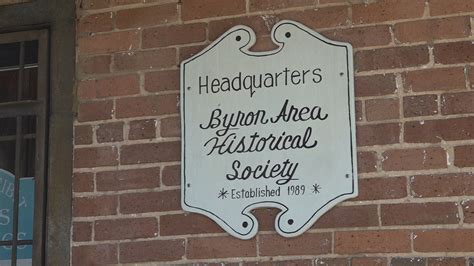 Headquarters
Byron Area
Historical
Society
*Established 1989*